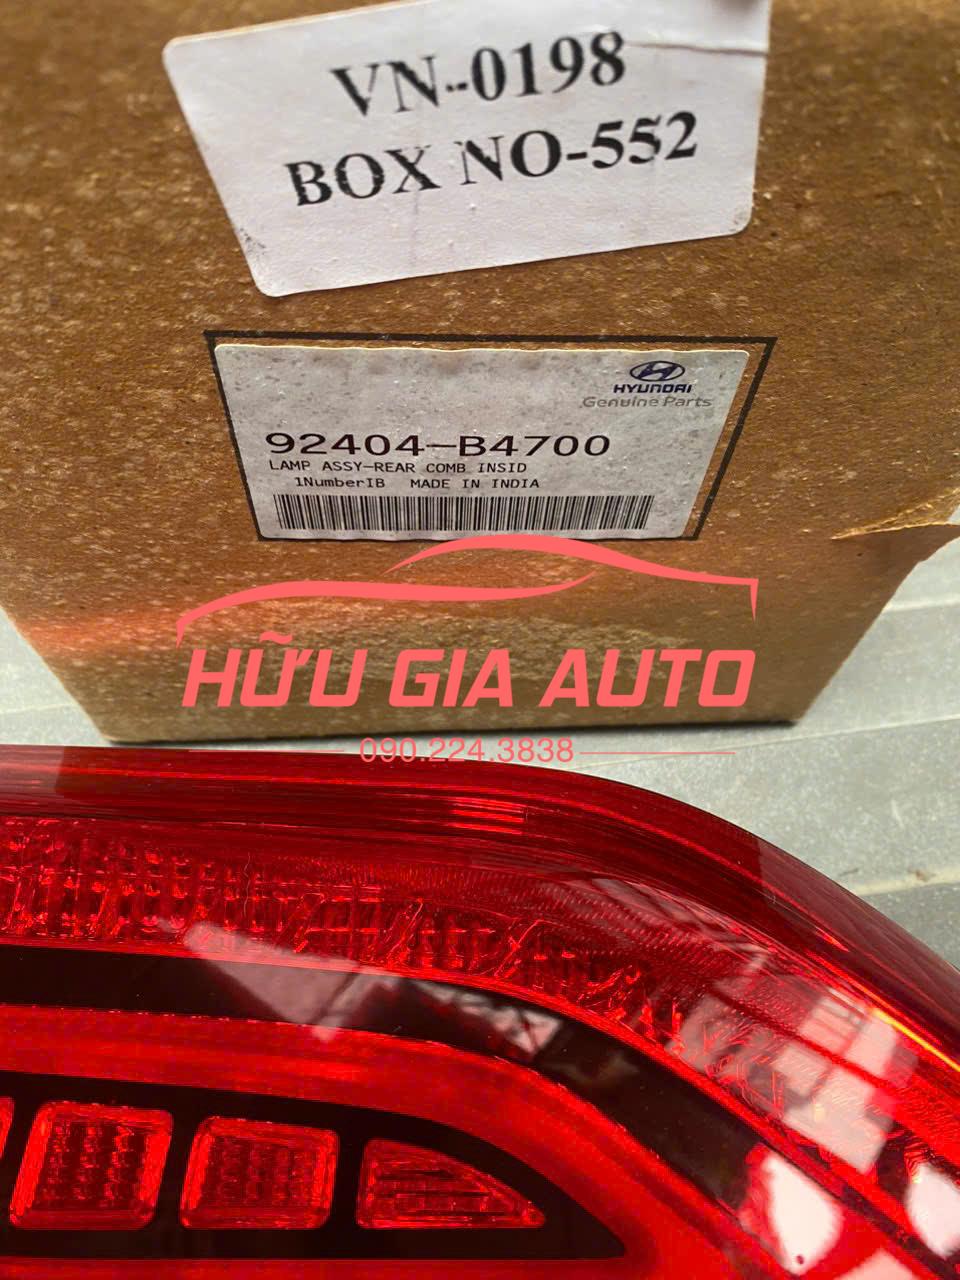 VN-0198
BOX NO-552
HYUNDAI
Genuine Parts
92404-B4700
LAMP ASSY-REAR COMB INSID
1NumberIB MADE IN INDIA
HỮU GIA AUTO
090.224.3838